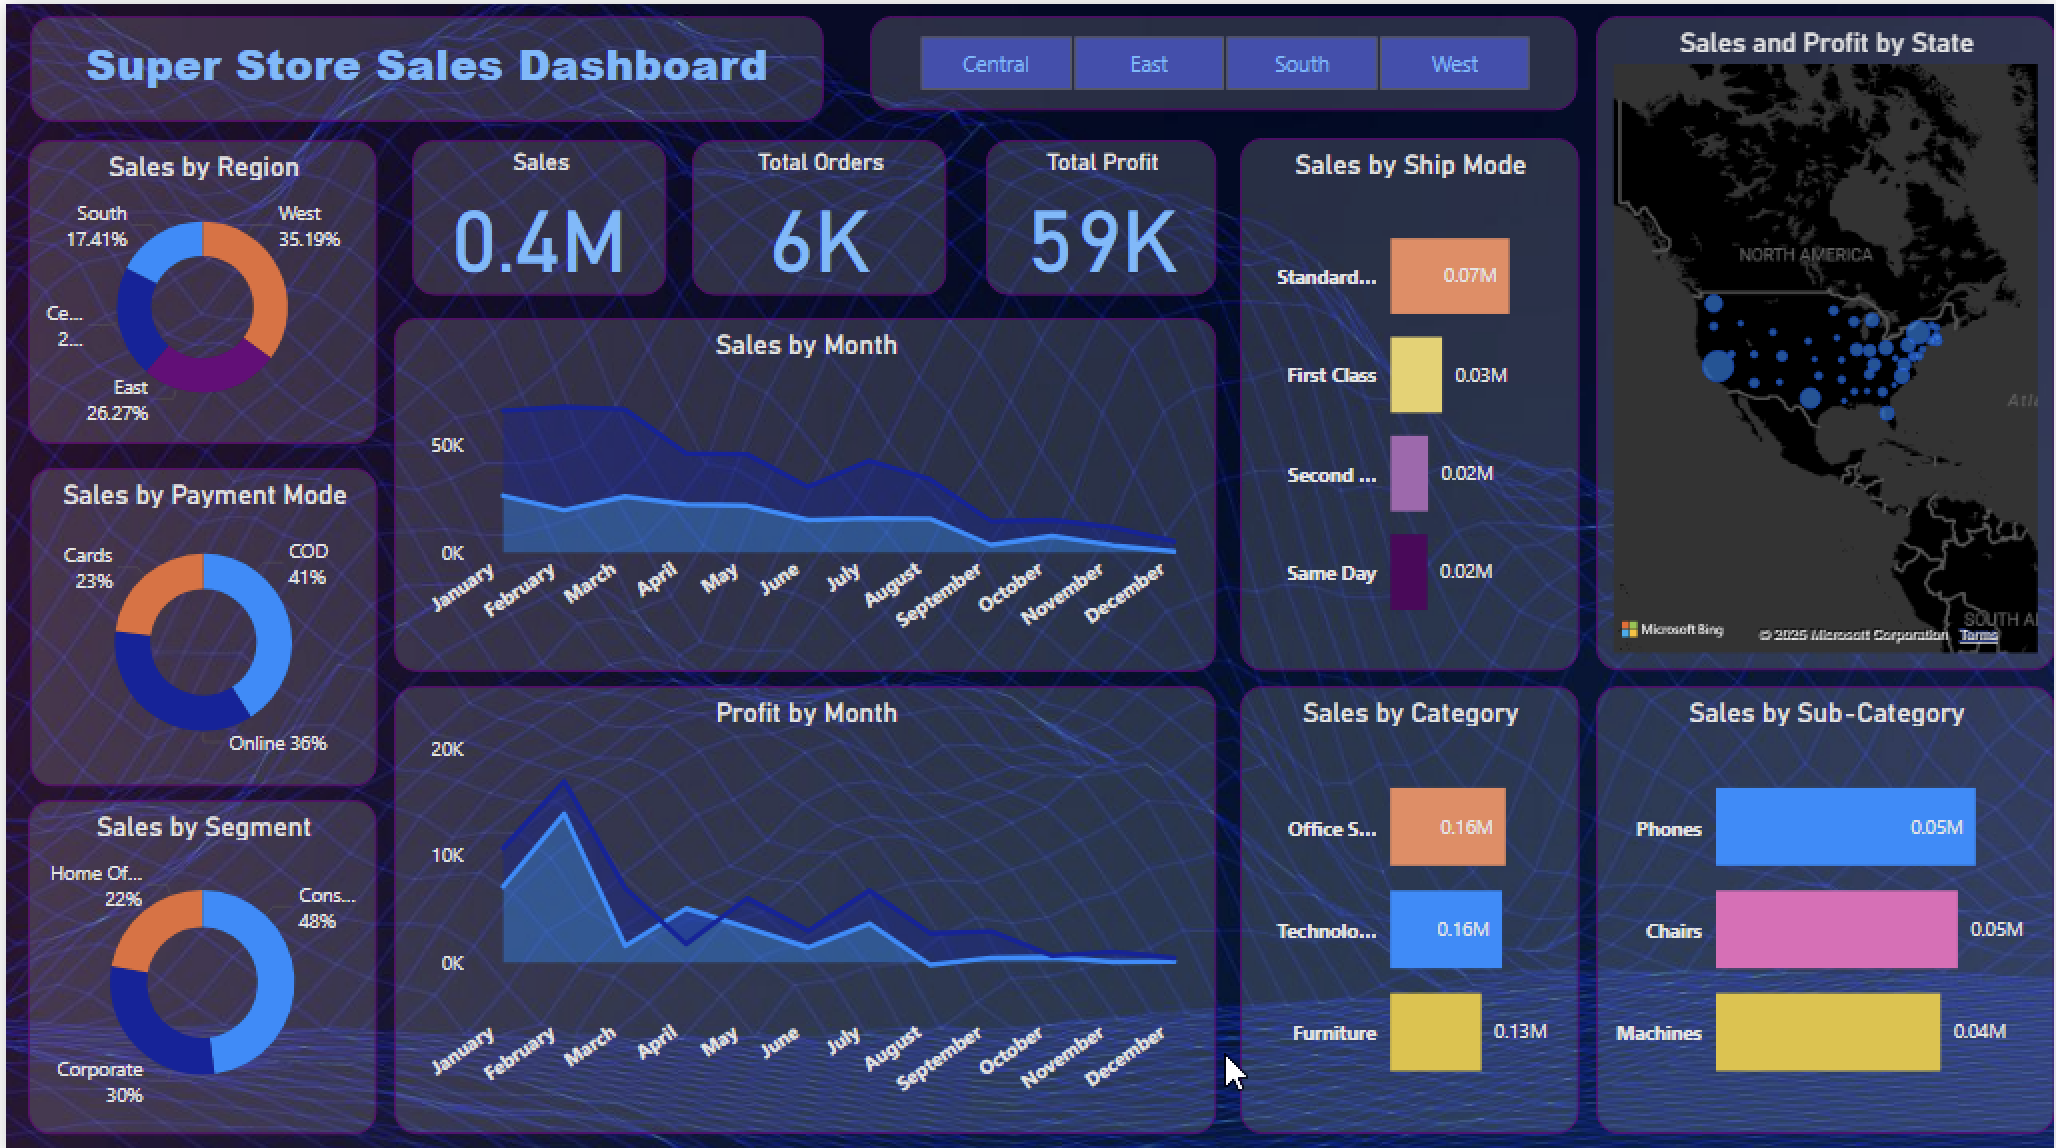 Super Store Sales Dashboard
Central
East
South
West
Sales and Profit by State
NORTH AMERICA
Atla
SOUTH A
Microsoft Bing
© 2025 Microsoft Corporation
Terms
Sales by Region
South
17.41%
West
35.19%
Ce...
2...
East
26.27%
Sales
0.4M
Total Orders
6K
Total Profit
59K
Sales by Ship Mode
Standard...
0.07M
First Class
0.03M
Second ...
0.02M
Same Day
0.02M
Sales by Month
50K
0K
January
February
March
April
May
June
July
August
September
October
November
December
Sales by Payment Mode
Cards
23%
COD
41%
Online 36%
Profit by Month
20K
10K
0K
January
February
March
April
May
June
July
August
September
October
November
December
Sales by Segment
Home Of...
22%
Cons...
48%
Corporate
30%
Sales by Category
Office S...
0.16M
Technolo...
0.16M
Furniture
0.13M
Sales by Sub-Category
Phones
0.05M
Chairs
0.05M
Machines
0.04M